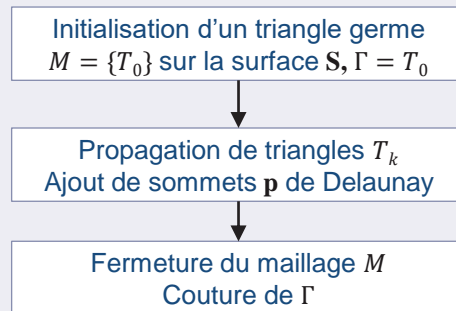 Initialisation d'un triangle germe
𝑀 = {𝑇₀} sur la surface 𝐒, Γ = 𝑇₀
Propagation de triangles 𝑇ₖ
Ajout de sommets 𝐩 de Delaunay
Fermeture du maillage 𝑀
Couture de Γ